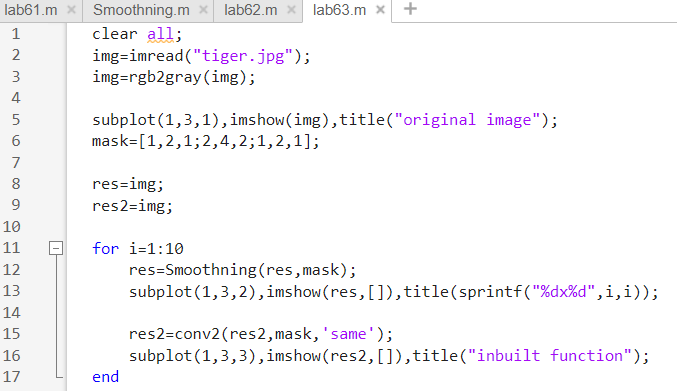 lab61.m × Smoothning.m × lab62.m × lab63.m × +
1 clear all;
2 img=imread("tiger.jpg");
3 img=rgb2gray(img);
4
5 subplot(1,3,1),imshow(img),title("original image");
6 mask=[1,2,1;2,4,2;1,2,1];
7
8 res=img;
9 res2=img;
10
11 for i=1:10
12 res=Smoothning(res,mask);
13 subplot(1,3,2),imshow(res,[]),title(sprintf("%dx%d",i,i));
14
15 res2=conv2(res2,mask,'same');
16 subplot(1,3,3),imshow(res2,[]),title("inbuilt function");
17 end